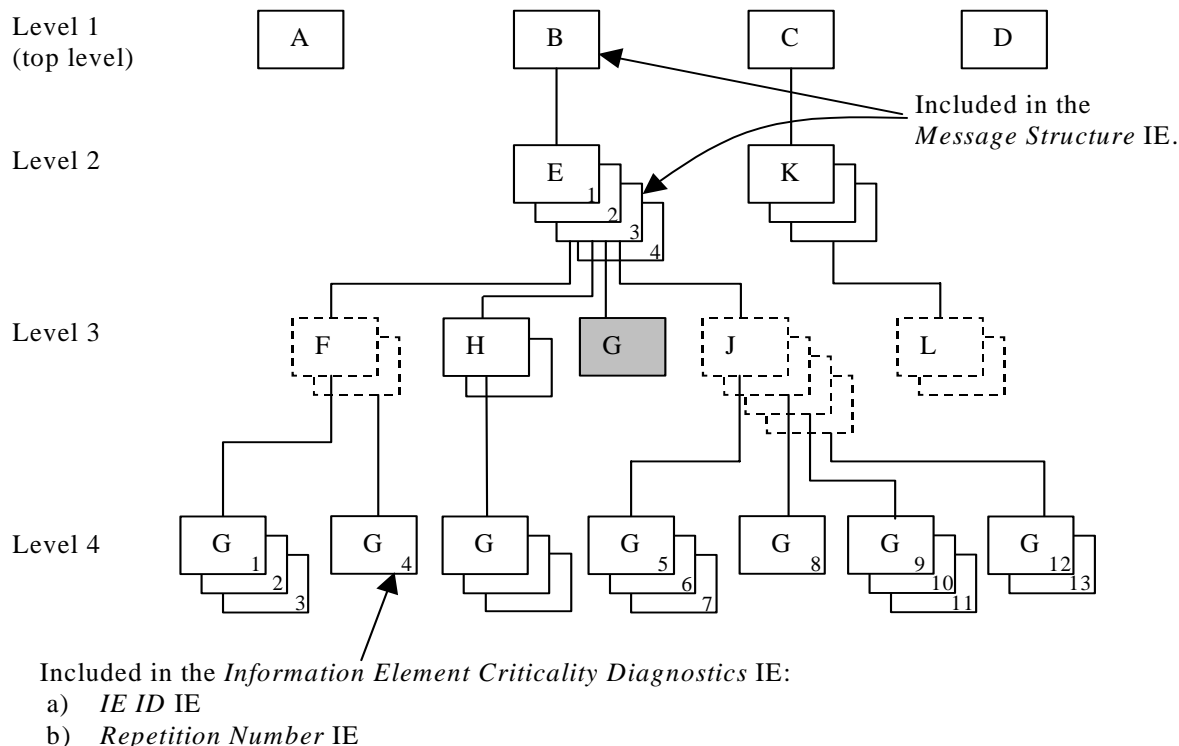 Level 1
(top level)
A
B
C
D
Included in the
Message Structure IE.
Level 2
E
1
2
3
4
K
Level 3
F
H
G
J
L
Level 4
G
1
2
3
G
4
G
G
5
6
7
G
8
G
9
10
11
G
12
13
Included in the Information Element Criticality Diagnostics IE:
a) IE ID IE
b) Repetition Number IE